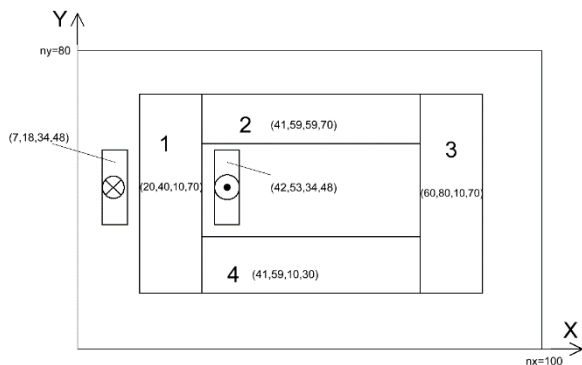 Y
ny=80
2 (41,59,59,70)
1
3
(7,18,34,48)
(20,40,10,70)
(42,53,34,48)
(60,80,10,70)
4 (41,59,10,30)
X
nx=100